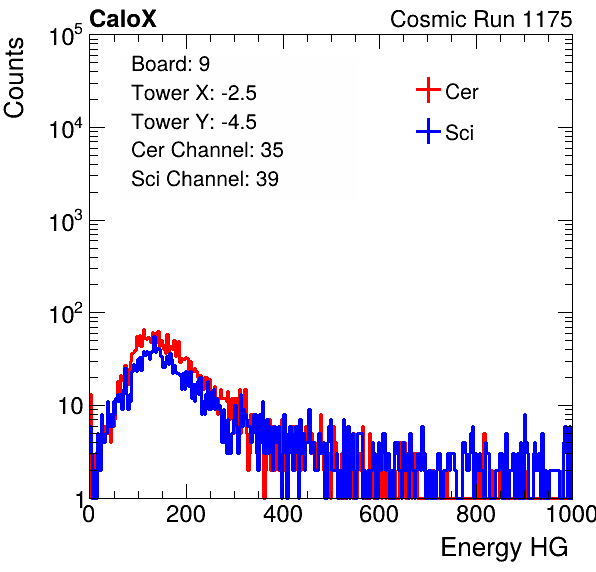 CaloX Cosmic Run 1175
Counts
10^5
10^4
10^3
10^2
10
1
Board: 9
Tower X: -2.5
Tower Y: -4.5
Cer Channel: 35
Sci Channel: 39
Cer
Sci
0 200 400 600 800 1000
Energy HG